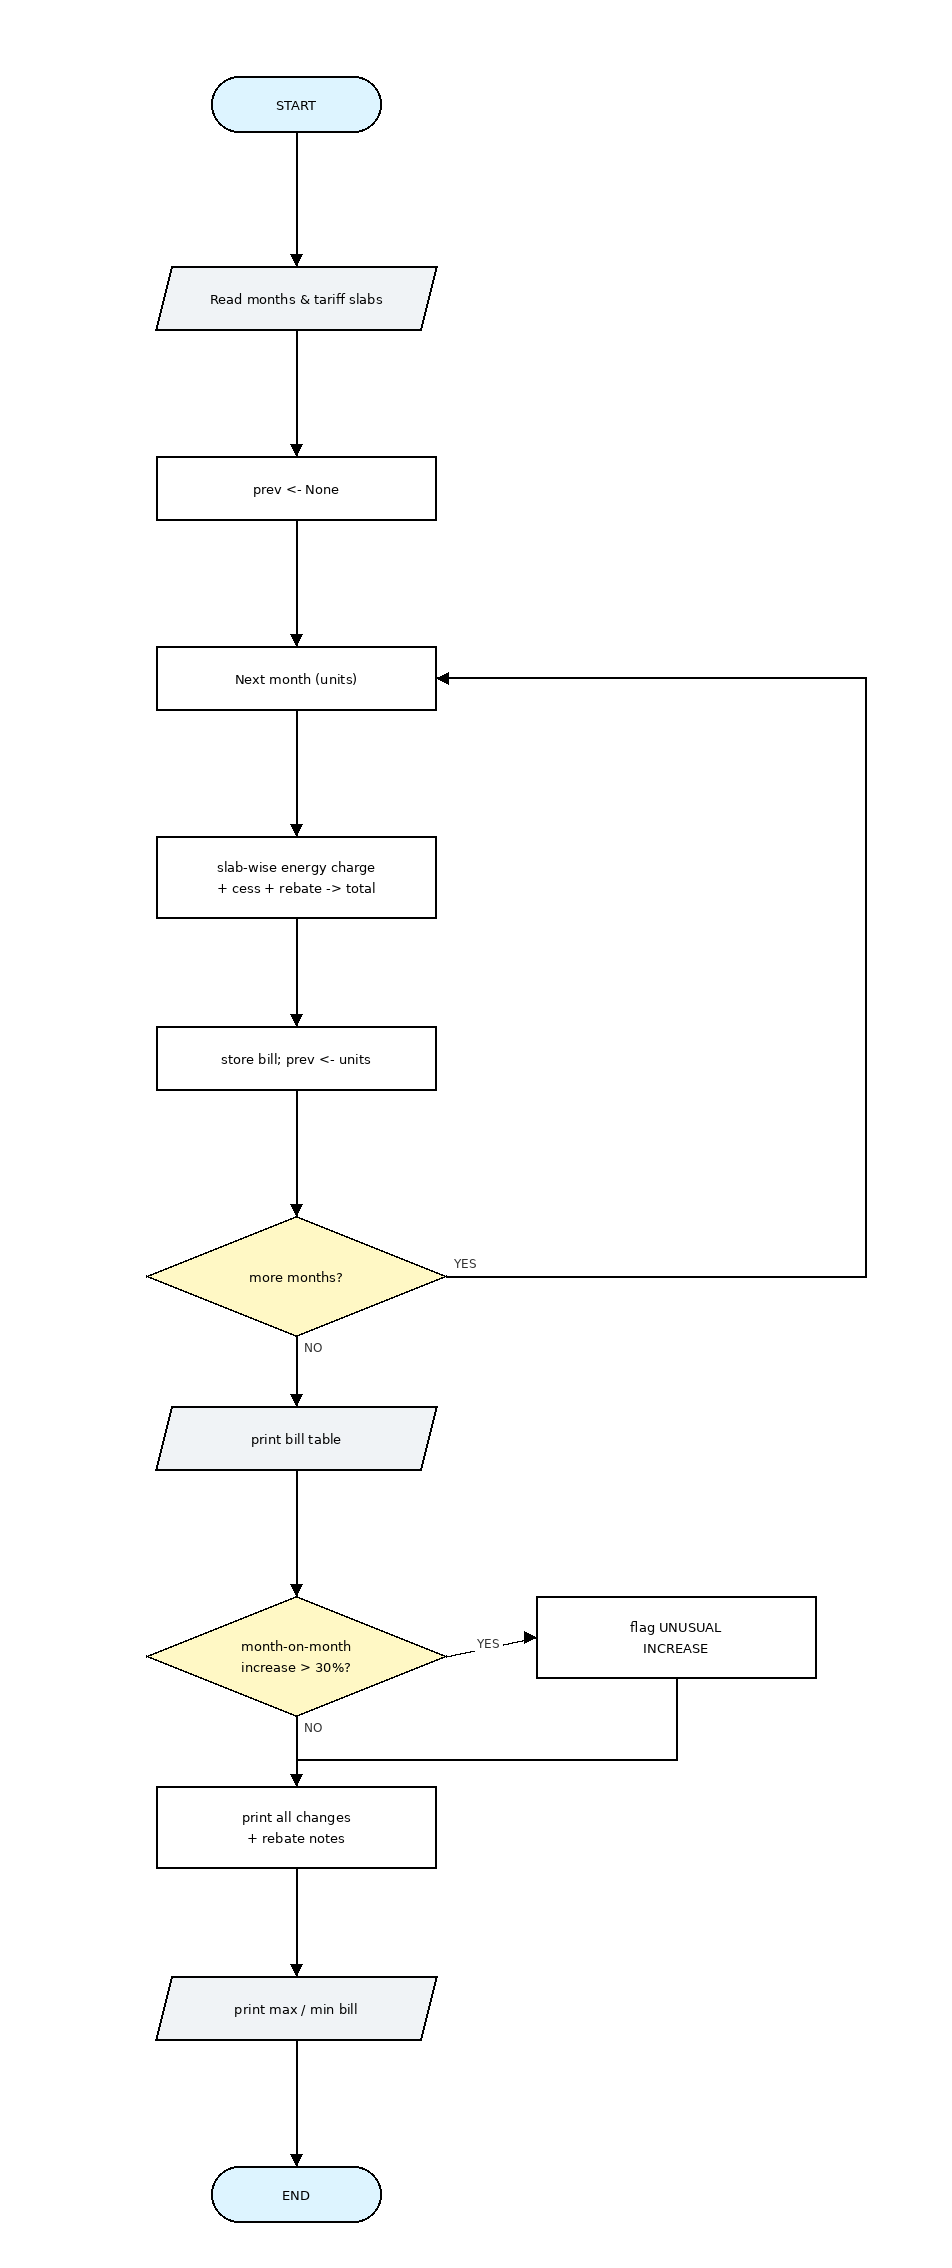 START
Read months & tariff slabs
prev <- None
Next month (units)
slab-wise energy charge
+ cess + rebate -> total
store bill; prev <- units
more months?
YES
NO
print bill table
month-on-month
increase > 30%?
YES
flag UNUSUAL
INCREASE
NO
print all changes
+ rebate notes
print max / min bill
END